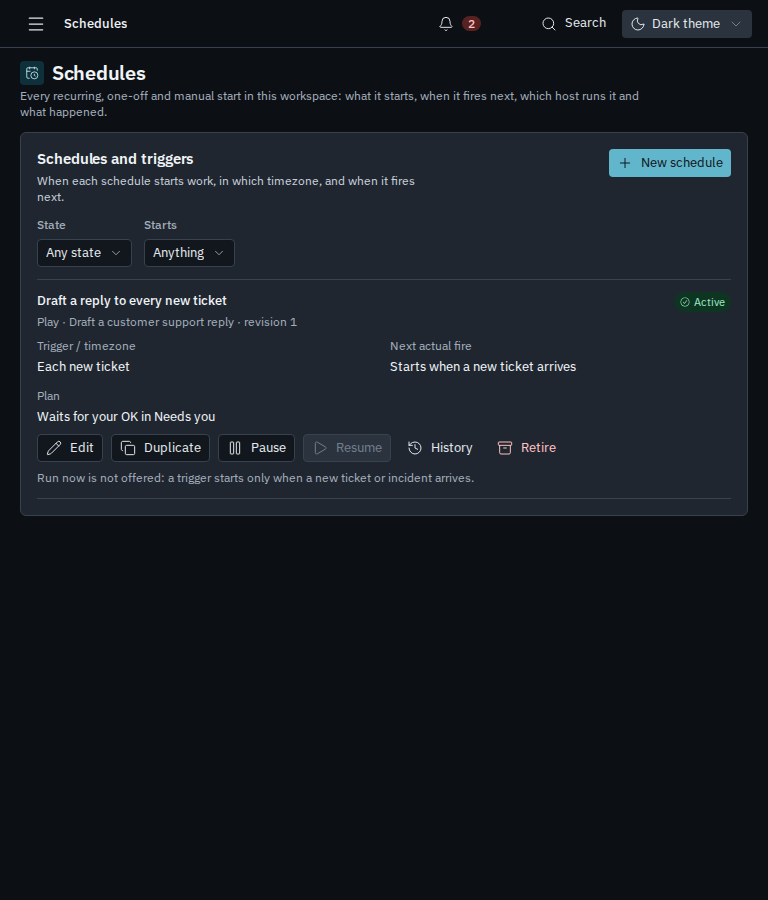 Schedules
2
Search
Dark theme
Schedules
Every recurring, one-off and manual start in this workspace: what it starts, when it fires next, which host runs it and
what happened.
Schedules and triggers
New schedule
When each schedule starts work, in which timezone, and when it fires
next.
State
Starts
Any state
Anything
Draft a reply to every new ticket
Active
Play · Draft a customer support reply · revision 1
Trigger / timezone
Next actual fire
Each new ticket
Starts when a new ticket arrives
Plan
Waits for your OK in Needs you
Edit
Duplicate
Pause
Resume
History
Retire
Run now is not offered: a trigger starts only when a new ticket or incident arrives.